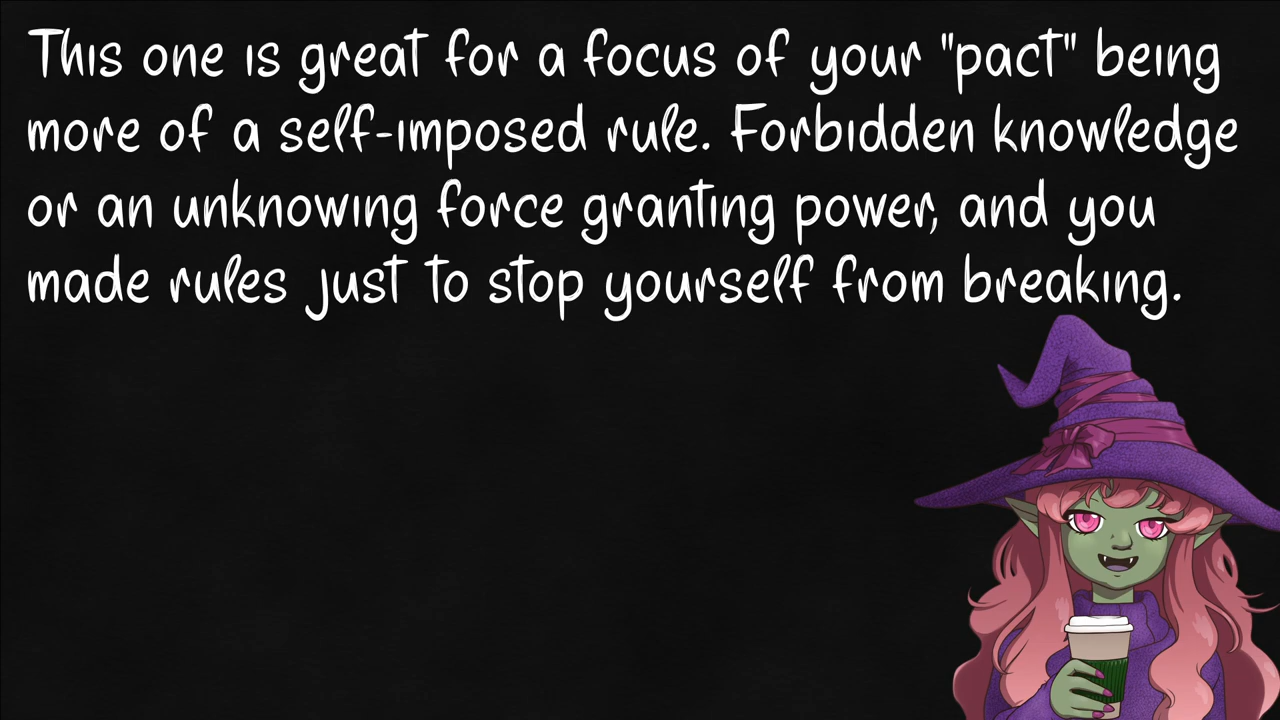 This one is great for a focus of your "pact" being
more of a self-imposed rule. Forbidden knowledge
or an unknowing force granting power, and you
made rules just to stop yourself from breaking.